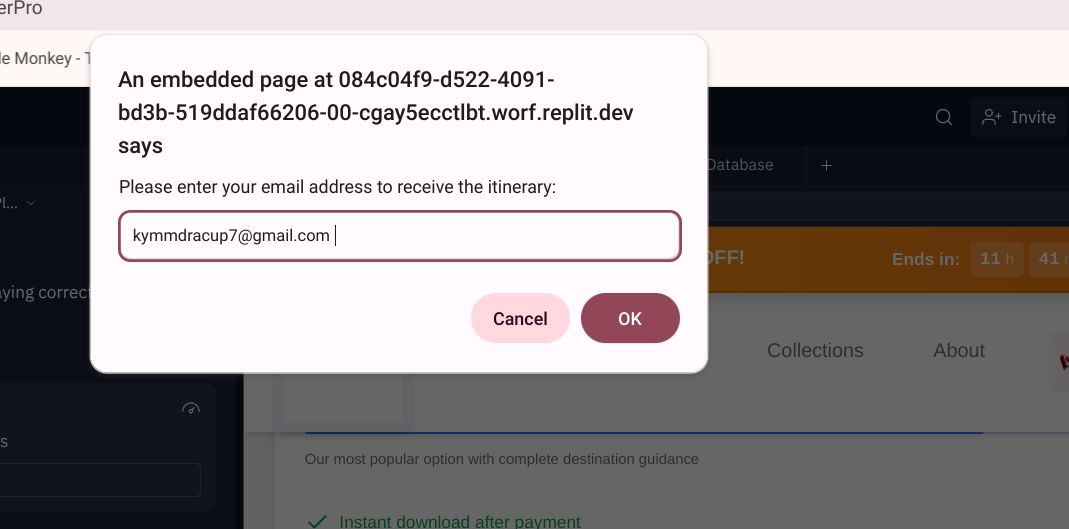 erPro
le Monkey - T
An embedded page at 084c04f9-d522-4091-
bd3b-519ddaf66206-00-cgay5ecctlbt.worf.replit.dev
says
Invite
Please enter your email address to receive the itinerary:
Database +
l...
kymmdracup7@gmail.com
OFF!
Ends in: 11 h 41
aying correct
Cancel OK
Collections About
s
Our most popular option with complete destination guidance
Instant download after payment